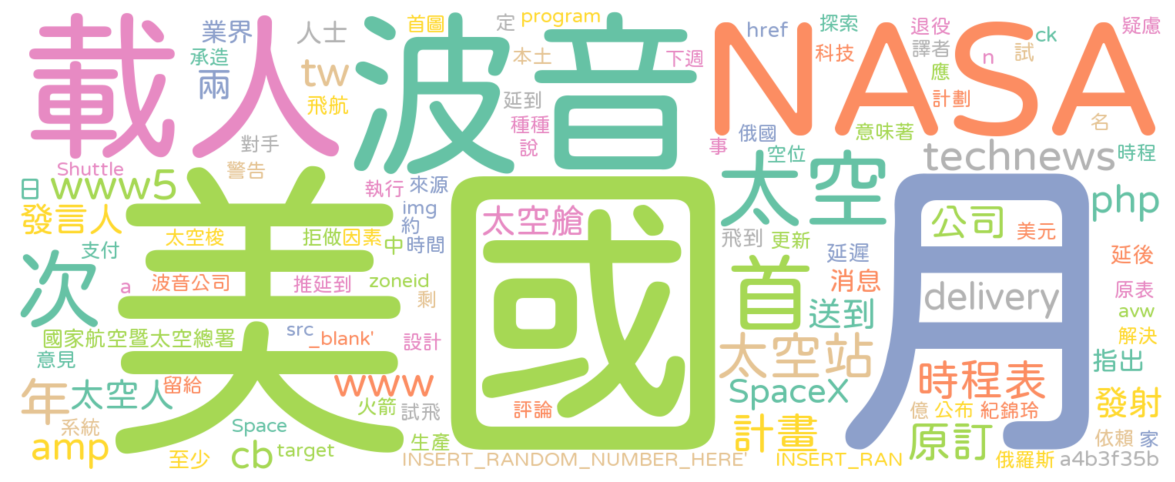 載人
波音
NASA
首圖
定
program
業界
人士
承造
兩
tw
飛航
本土
下週
href
探索
退役
疑慮
科技
譯者
n
試
ck
應
計劃
延到
對手
種種
說
事
俄國
意味著
名
警告
空位
Shuttle
technews
時程
日
www5
執行
來源
太空
php
img
美國
月
發言人
太空艙
約
公司
太空梭
拒做
因素
中
時間
飛到
更新
美元
支付
延遲
延後
次
a
波音公司
推延到
zoneid
首
消息
原表
剩
delivery
avw
國家航空暨太空總署
src
_blank'
設計
送到
解決
意見
太空站
指出
年
太空人
留給
www
SpaceX
時程表
火箭
試飛
評論
億
公布
紀錦玲
發射
系統
Space
amp
至少
cb
target
生產
計畫
原訂
依賴
家
INSERT_RANDOM_NUMBER_HERE'
INSERT_RAN
俄羅斯
a4b3f35b